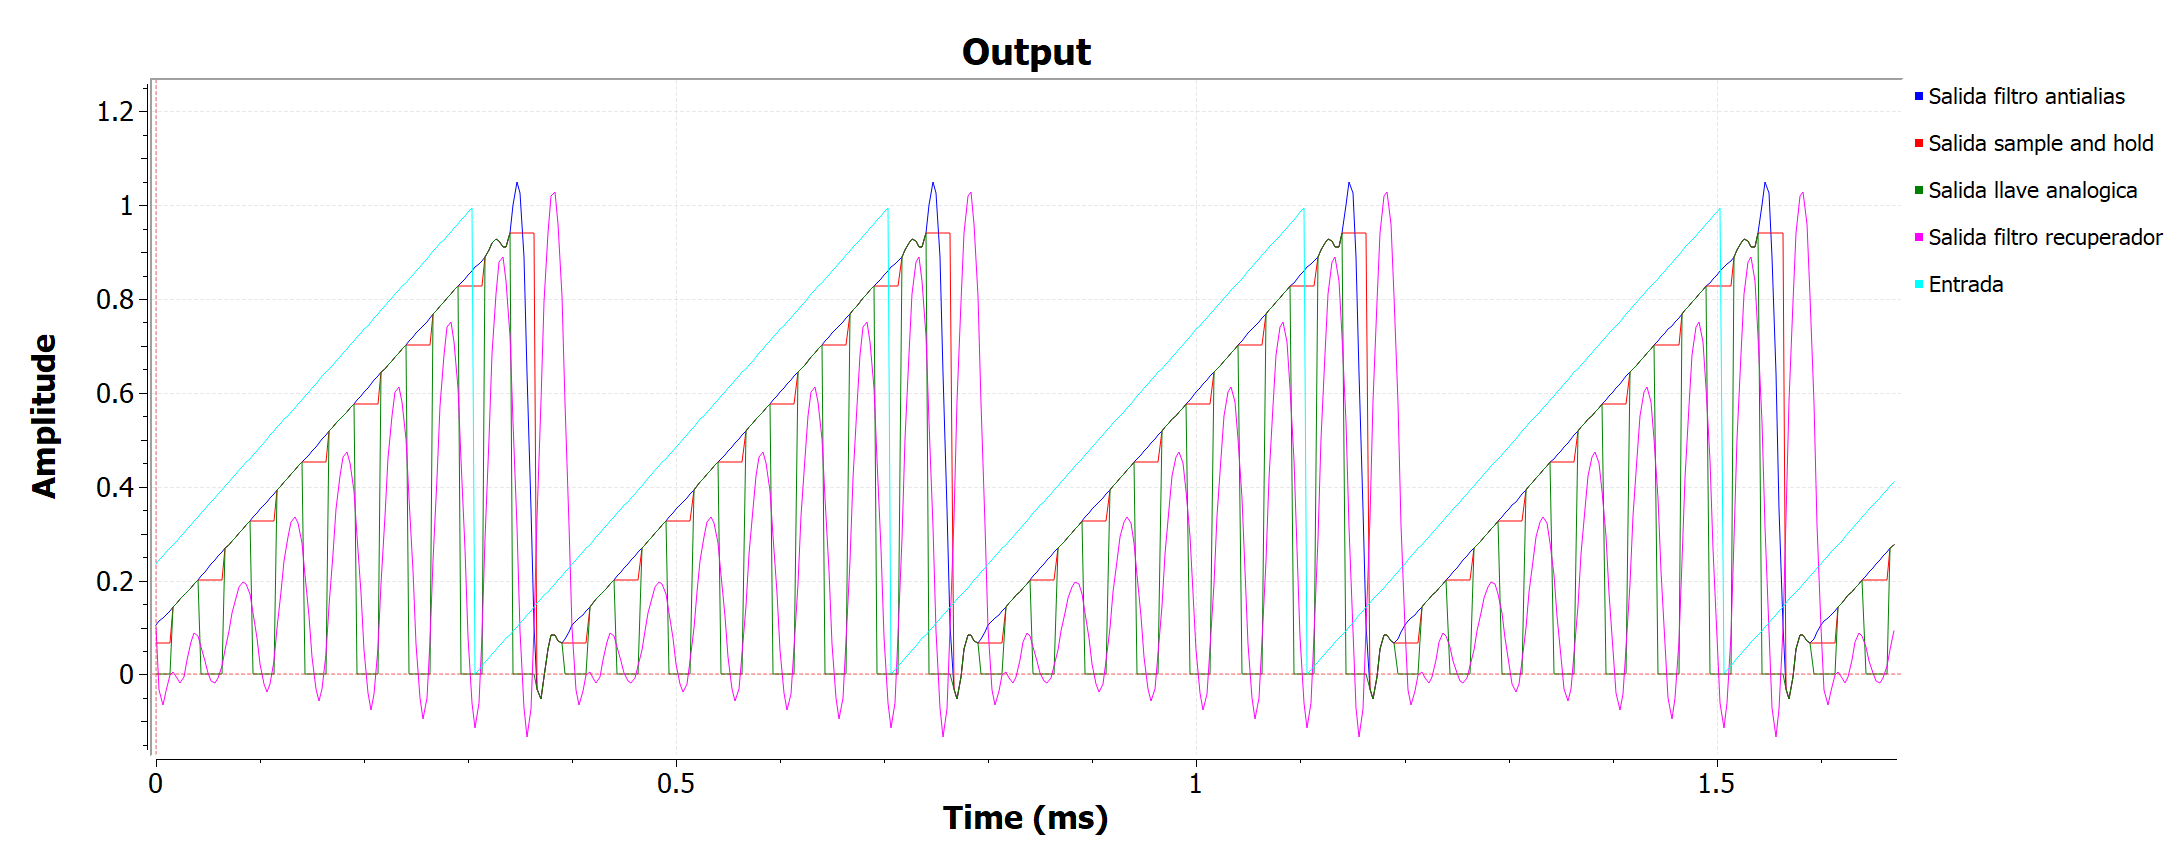 Output
1.2
1
0.8
0.6
0.4
0.2
0
Amplitude
0
0.5
1
1.5
Time (ms)
Salida filtro antialias
Salida sample and hold
Salida llave analogica
Salida filtro recuperador
Entrada